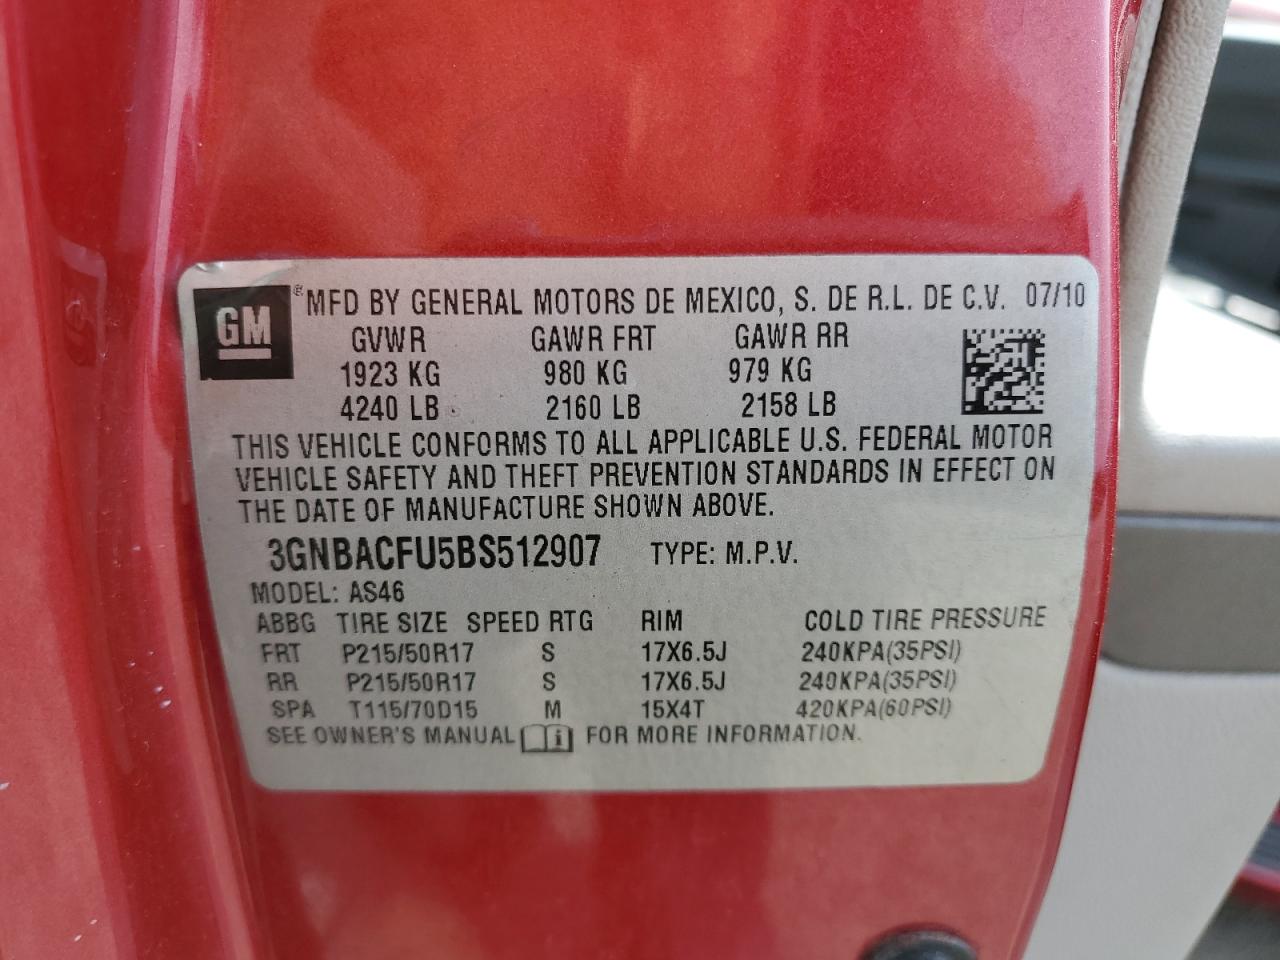 GM ® MFD BY GENERAL MOTORS DE MEXICO, S. DE R.L. DE C.V. 07/10
GVWR GAWR FRT GAWR RR
1923 KG 980 KG 979 KG
4240 LB 2160 LB 2158 LB
THIS VEHICLE CONFORMS TO ALL APPLICABLE U.S. FEDERAL MOTOR
VEHICLE SAFETY AND THEFT PREVENTION STANDARDS IN EFFECT ON
THE DATE OF MANUFACTURE SHOWN ABOVE.
3GNBACFU5BS512907 TYPE: M.P.V.
MODEL: AS46
ABBG TIRE SIZE SPEED RTG RIM COLD TIRE PRESSURE
FRT P215/50R17 S 17X6.5J 240KPA(35PSI)
RR P215/50R17 S 17X6.5J 240KPA(35PSI)
SPA T115/70D15 M 15X4T 420KPA(60PSI)
SEE OWNER'S MANUAL i FOR MORE INFORMATION.